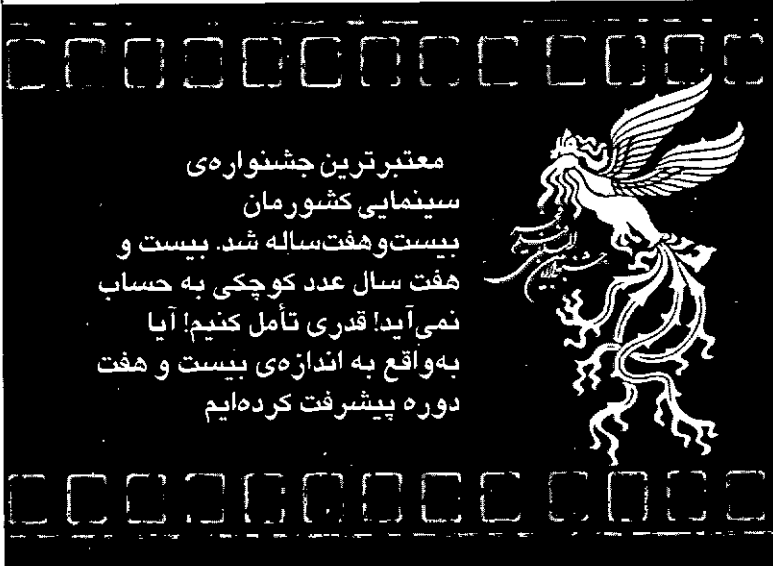 معتبرترین جشنواره‌ی
سینمایی کشورمان
بیست‌وهفت‌ساله شد. بیست و
هفت سال عدد کوچکی به حساب
نمی‌آید! قدری تأمل کنیم! آیا
به‌واقع به اندازه‌ی بیست و هفت
دوره پیشرفت کرده‌ایم